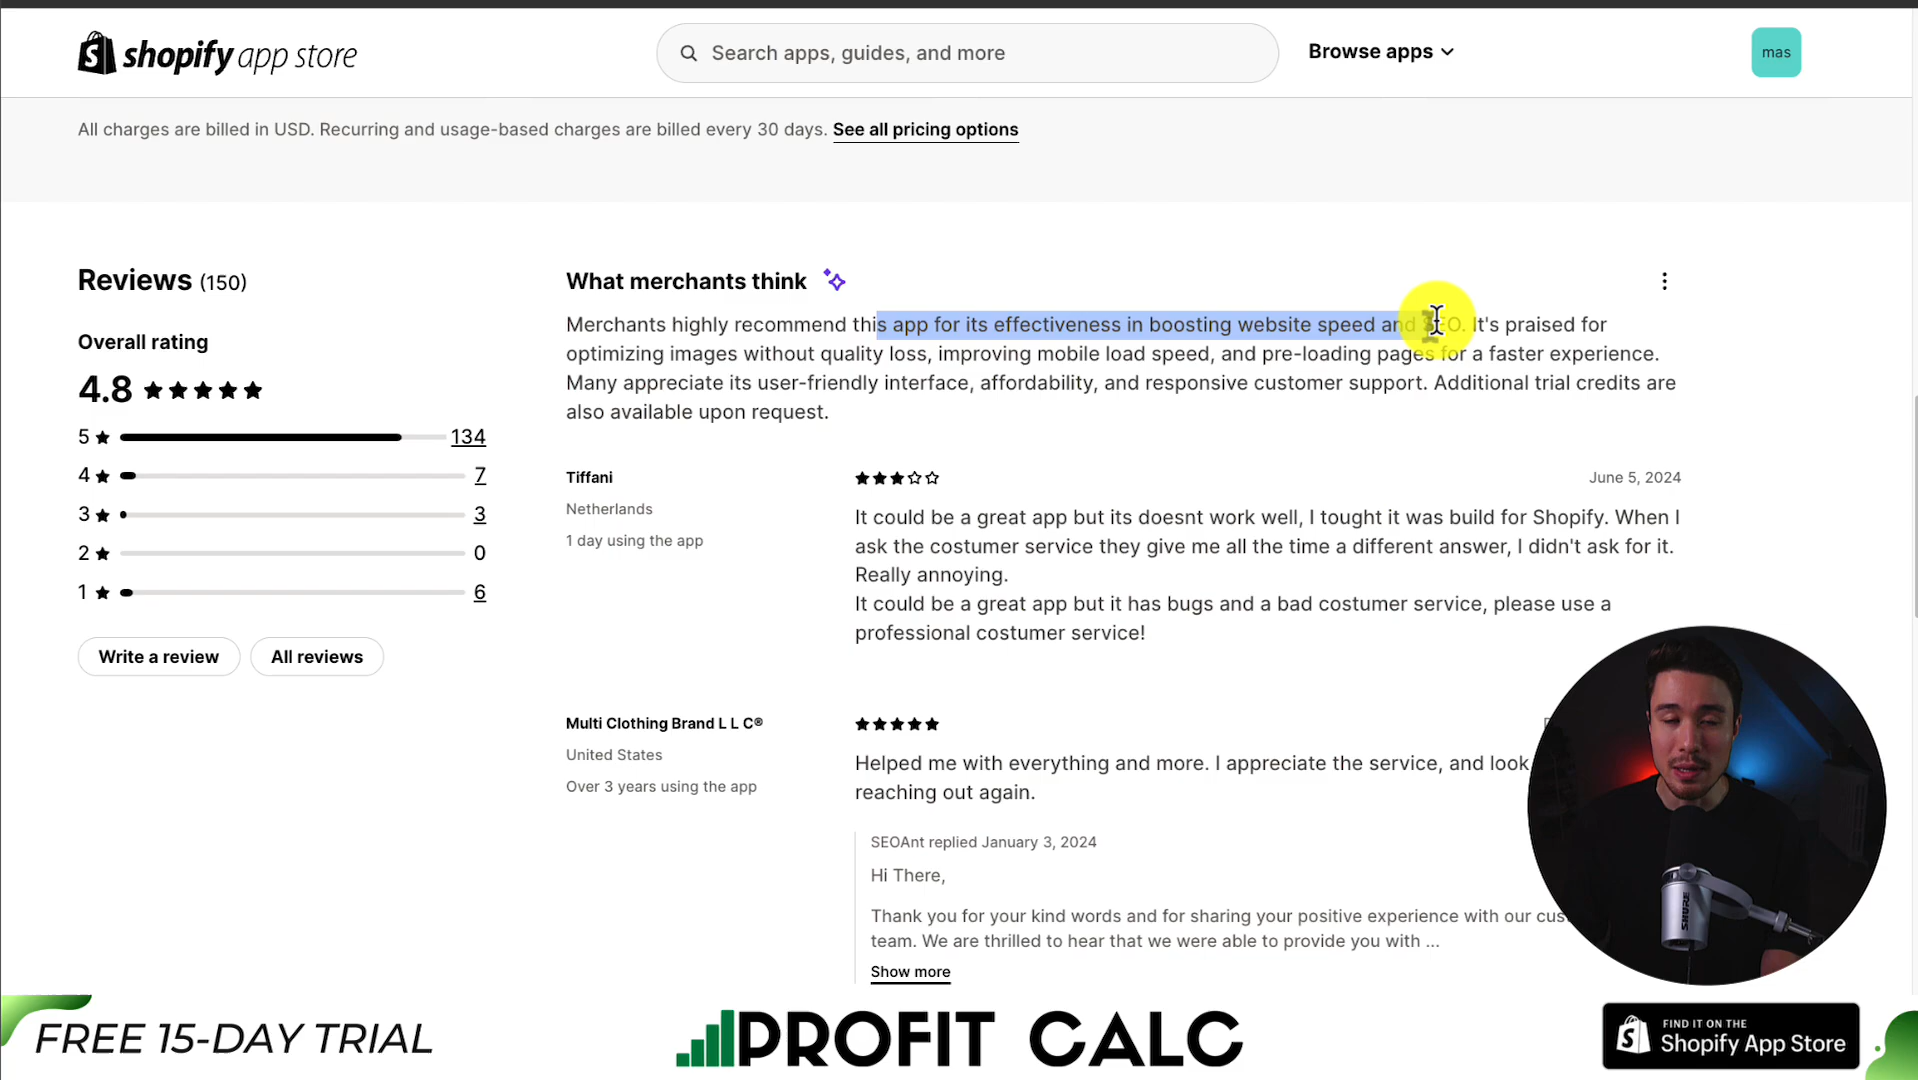 shopify app store
Search apps, guides, and more
Browse apps
mas
All charges are billed in USD. Recurring and usage-based charges are billed every 30 days. See all pricing options
Reviews (150)
Overall rating
4.8
5 134
4 7
3 3
2 0
1 6
Write a review
All reviews
What merchants think
Merchants highly recommend this app for its effectiveness in boosting website speed and SEO. It's praised for
optimizing images without quality loss, improving mobile load speed, and pre-loading pages for a faster experience.
Many appreciate its user-friendly interface, affordability, and responsive customer support. Additional trial credits are
also available upon request.
Tiffani
Netherlands
1 day using the app
June 5, 2024
It could be a great app but its doesnt work well, I tought it was build for Shopify. When I
ask the costumer service they give me all the time a different answer, I didn't ask for it.
Really annoying.
It could be a great app but it has bugs and a bad costumer service, please use a
professional costumer service!
Multi Clothing Brand L L C®
United States
Over 3 years using the app
Helped me with everything and more. I appreciate the service, and look
reaching out again.
SEOAnt replied January 3, 2024
Hi There,
Thank you for your kind words and for sharing your positive experience with our
team. We are thrilled to hear that we were able to provide you with ...
Show more
SHURE
FREE 15-DAY TRIAL
PROFIT CALC
FIND IT ON THE
Shopify App Store